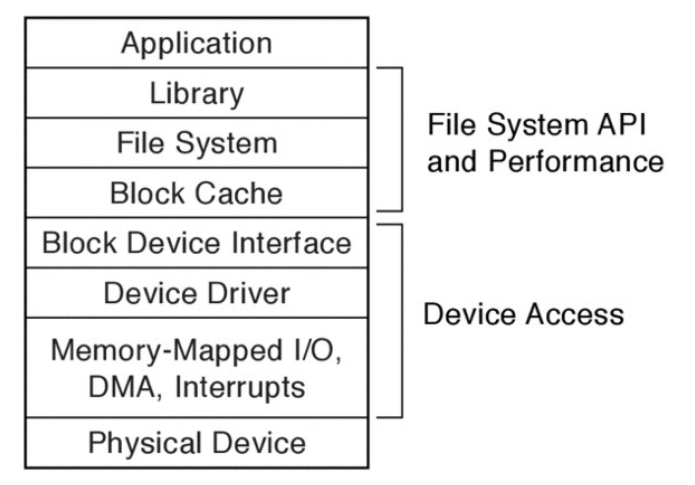 Application
Library
File System
Block Cache
File System API
and Performance
Block Device Interface
Device Driver
Memory-Mapped I/O,
DMA, Interrupts
Device Access
Physical Device